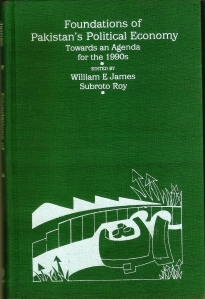 Foundations of
Pakistan's Political Economy
Towards an Agenda
for the 1990s
EDITED BY
William E James
Subroto Roy